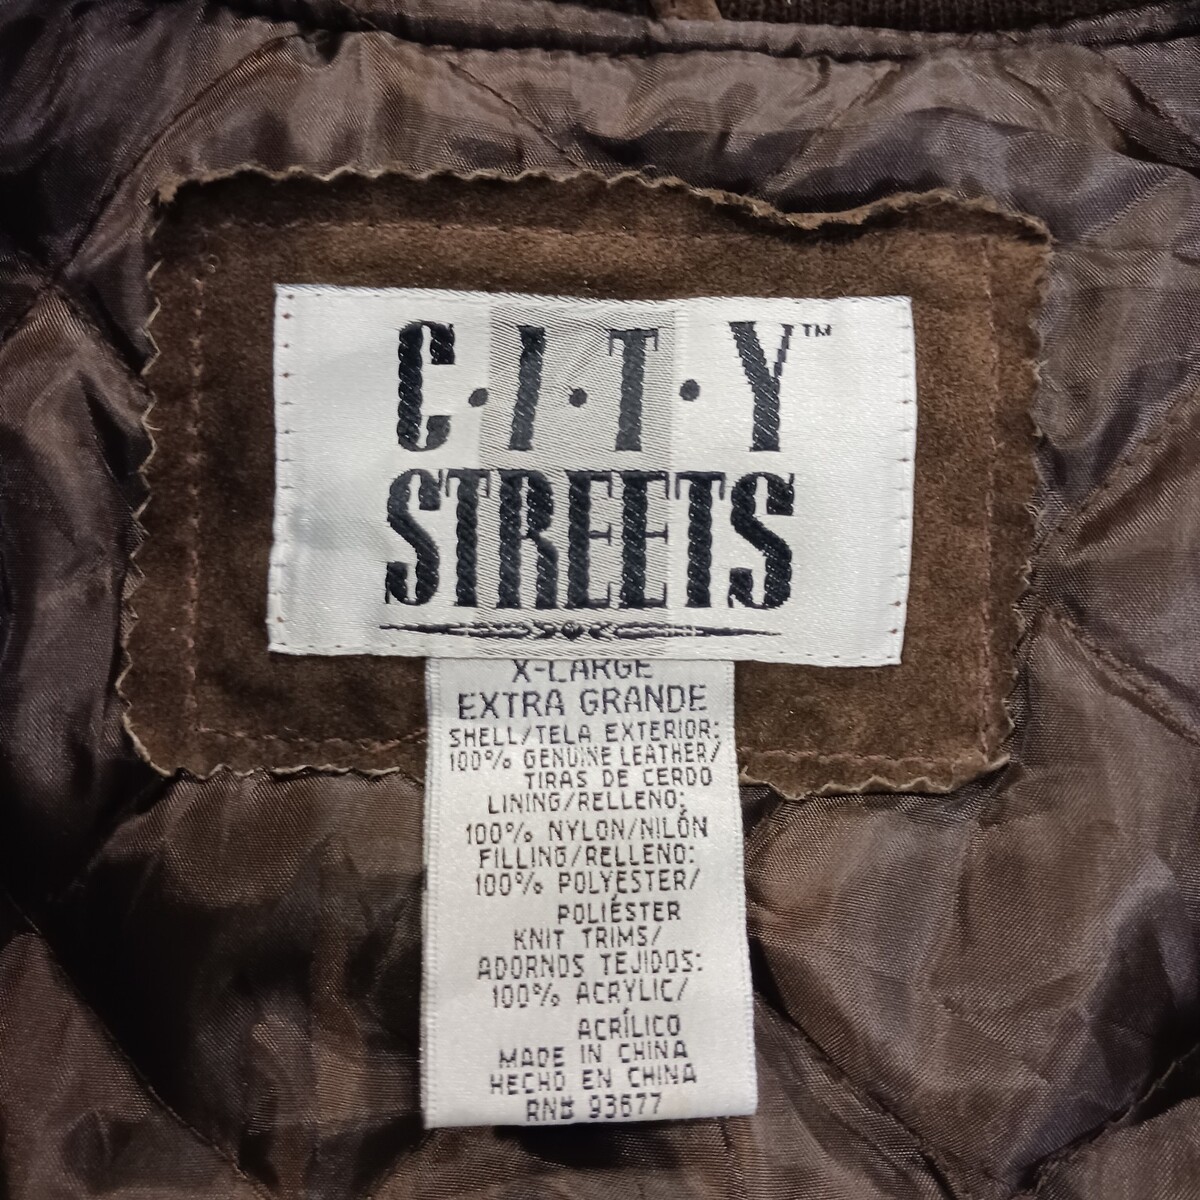 C·I·T·Y™
STREETS
X-LARGE
EXTRA GRANDE
SHELL/TELA EXTERIOR:
100% GENUINE LEATHER/
TIRAS DE CERDO
LINING/RELLENO:
100% NYLON/NILÓN
FILLING/RELLENO:
100% POLYESTER/
POLIÉSTER
KNIT TRIMS/
ADORNOS TEJIDOS:
100% ACRYLIC/
ACRÍLICO
MADE IN CHINA
HECHO EN CHINA
RN# 93677